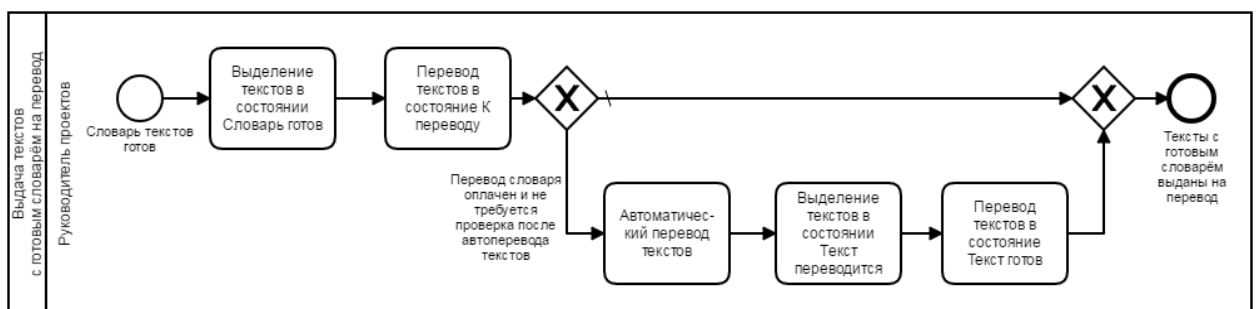 Выдача текстов
с готовым словарём на перевод
Руководитель проектов
Словарь текстов
готов
Выделение
текстов в
состоянии
Словарь готов
Перевод
текстов в
состояние К
переводу
X
Перевод словаря
оплачен и не
требуется
проверка после
автоперевода
текстов
Автоматичес-
кий перевод
текстов
Выделение
текстов в
состоянии
Текст
переводится
Перевод
текстов в
состояние
Текст готов
X
Тексты с
готовым
словарём
выданы на
перевод